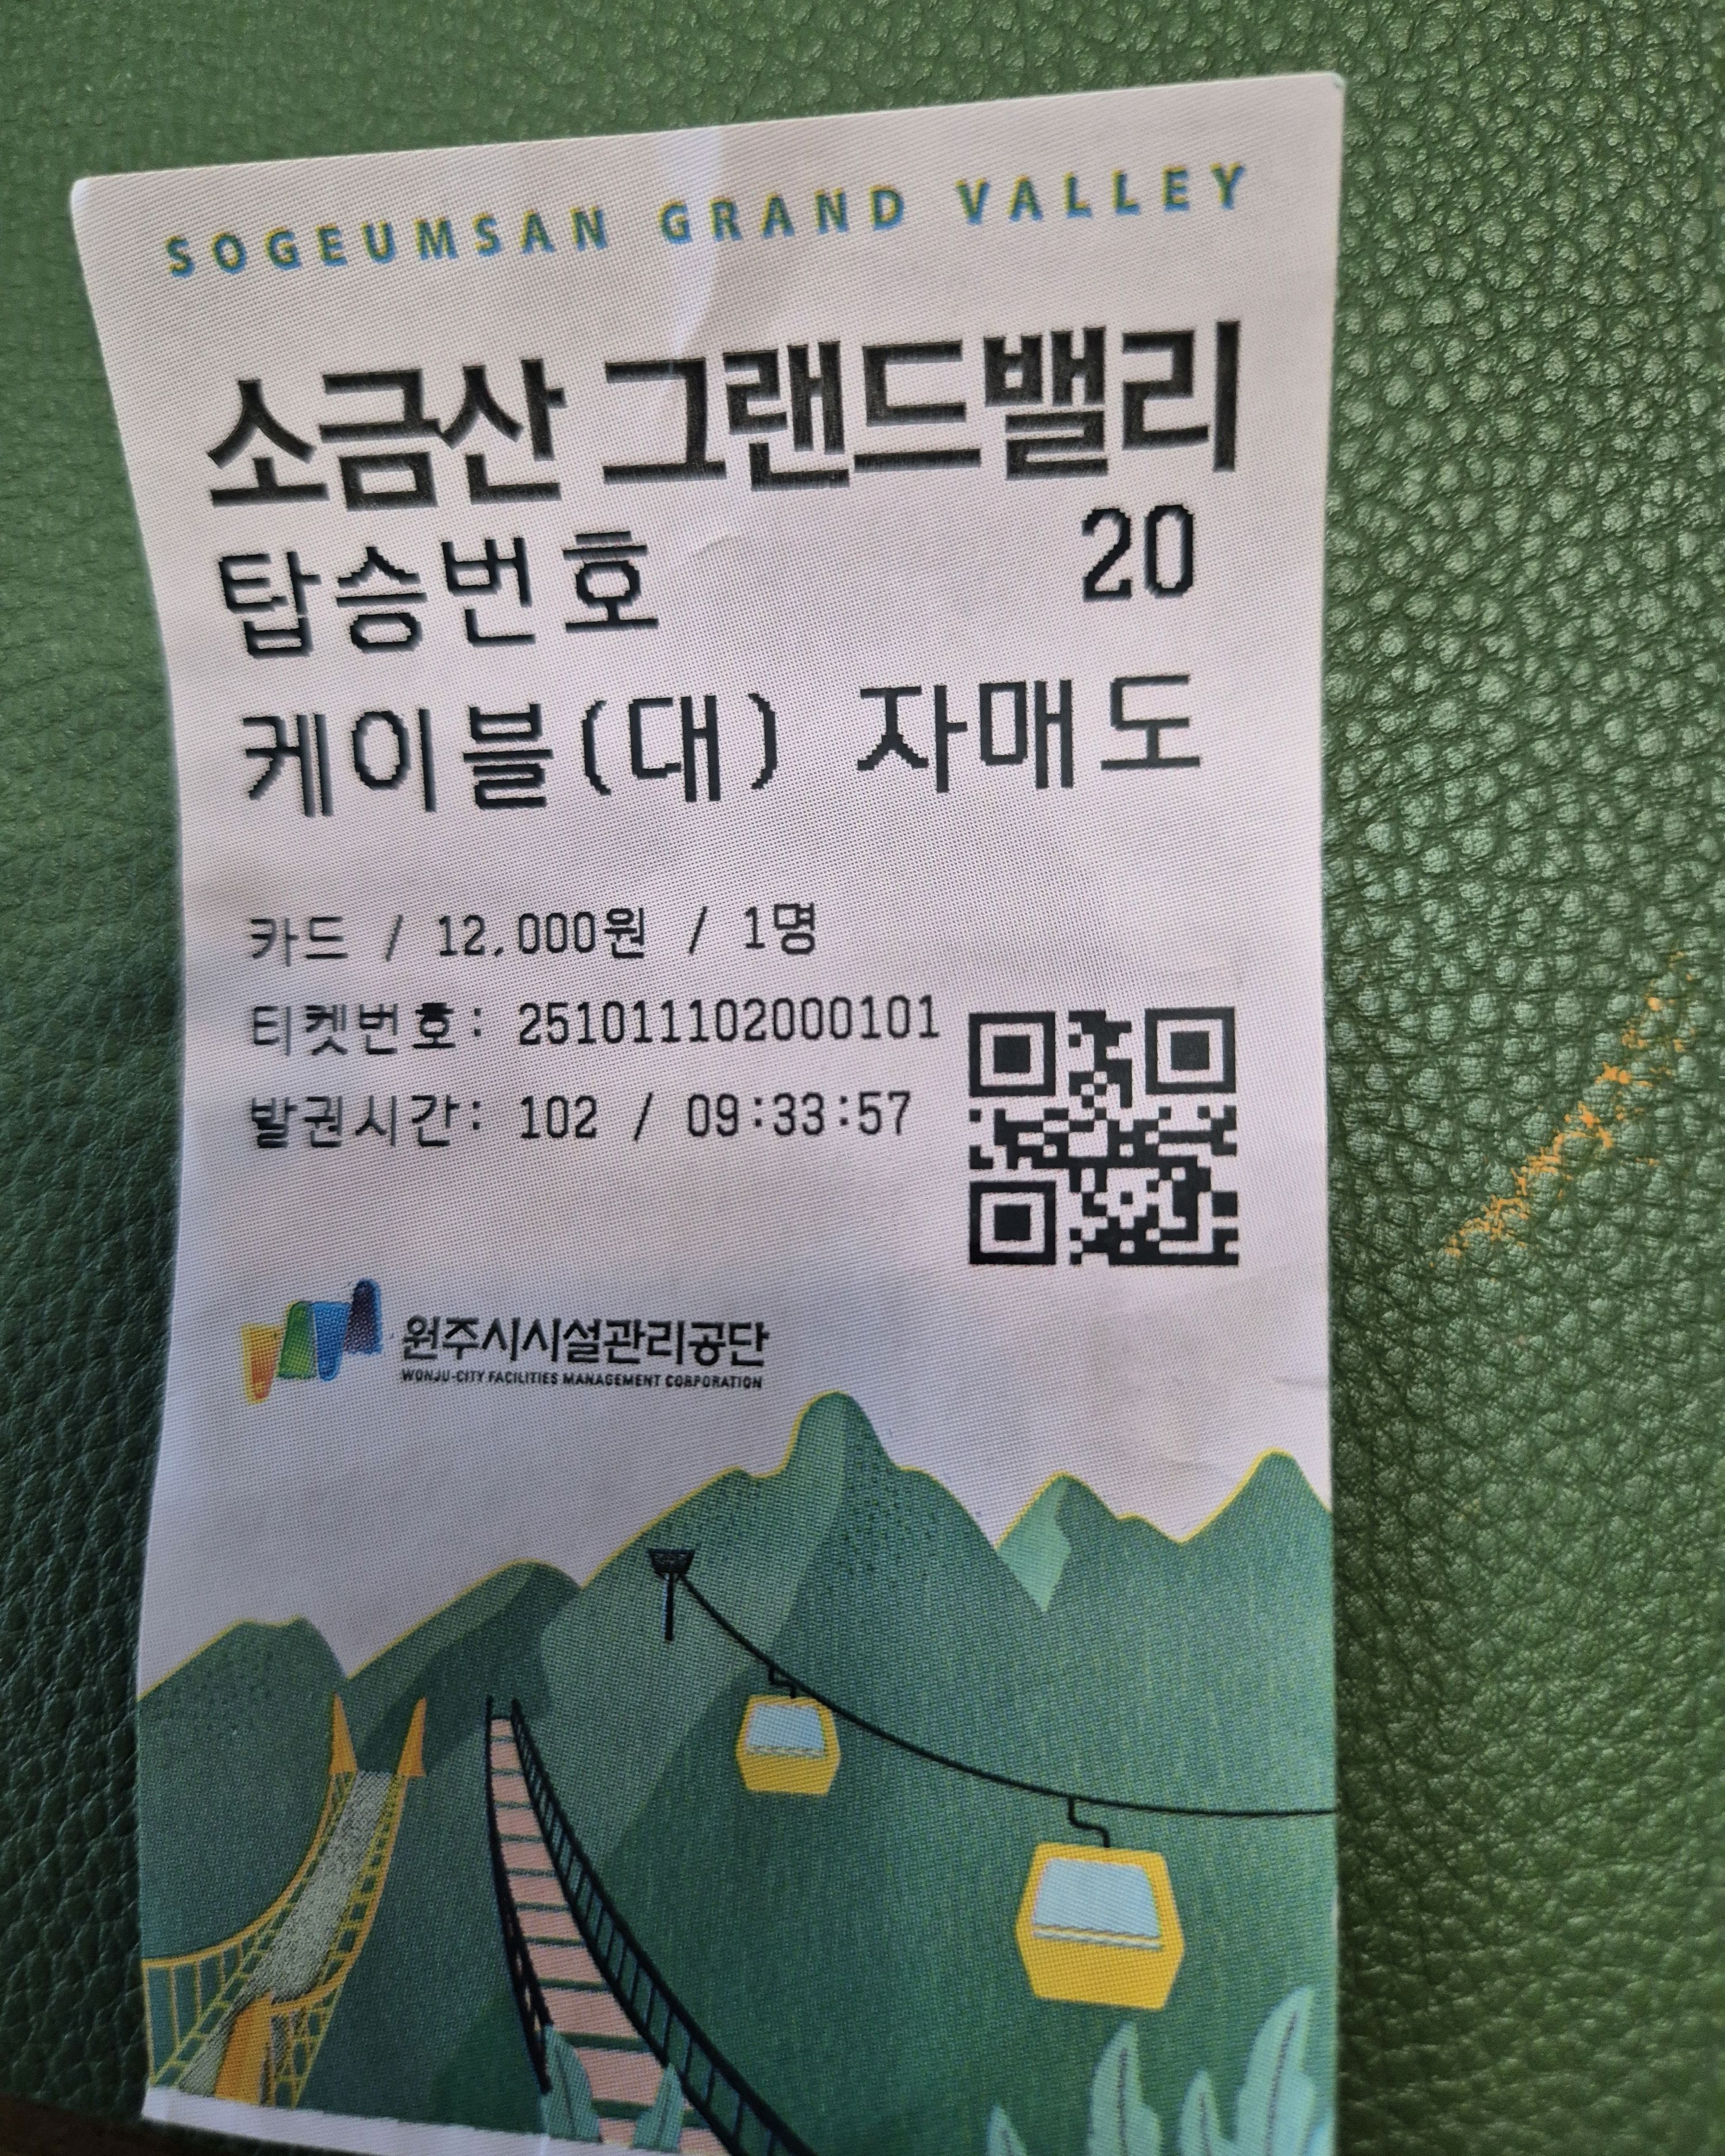 SOGEUMSAN GRAND VALLEY
소금산 그랜드밸리
탑승번호 20
케이블(대) 자매도
카드 / 12,000원 / 1명
티켓번호: 251011102000101
발권시간: 102 / 09:33:57
원주시시설관리공단
WONJU-CITY FACILITIES MANAGEMENT CORPORATION